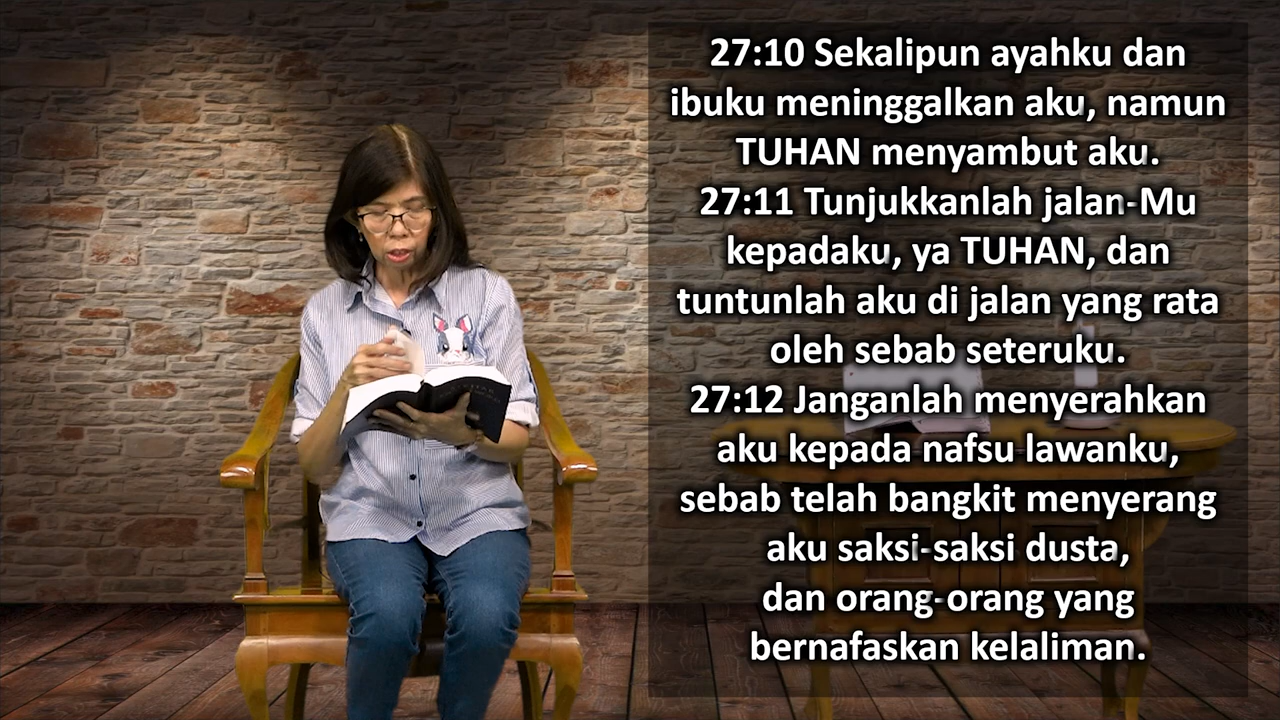 27:10 Sekalipun ayahku dan
ibuku meninggalkan aku, namun
TUHAN menyambut aku.
27:11 Tunjukkanlah jalan-Mu
kepadaku, ya TUHAN, dan
tuntunlah aku di jalan yang rata
oleh sebab seteruku.
27:12 Janganlah menyerahkan
aku kepada nafsu lawanku,
sebab telah bangkit menyerang
aku saksi-saksi dusta,
dan orang-orang yang
bernafaskan kelaliman.